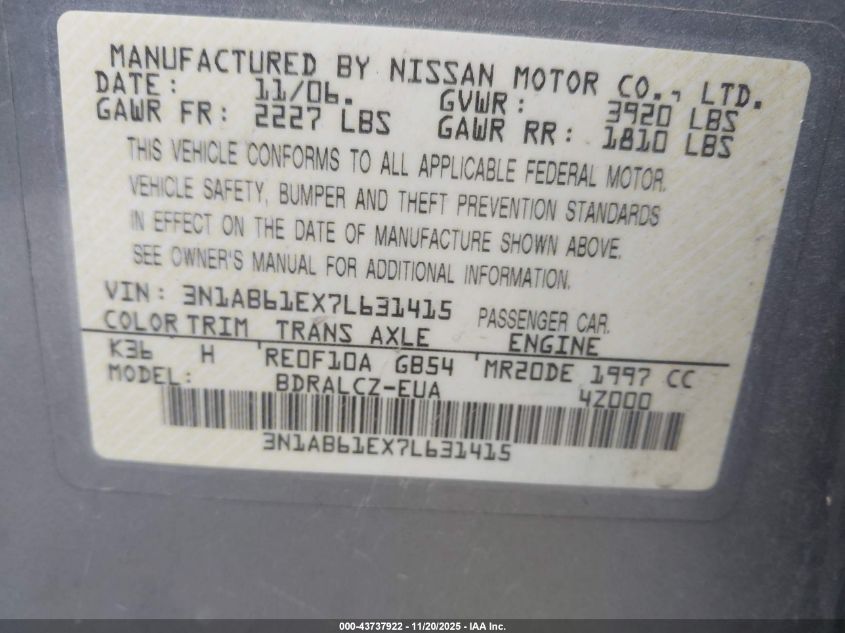 MANUFACTURED BY NISSAN MOTOR CO., LTD.
DATE: 11/06. GVWR: 3920 LBS
GAWR FR: 2227 LBS GAWR RR: 1810 LBS
THIS VEHICLE CONFORMS TO ALL APPLICABLE FEDERAL MOTOR.
VEHICLE SAFETY, BUMPER AND THEFT PREVENTION STANDARDS
IN EFFECT ON THE DATE OF MANUFACTURE SHOWN ABOVE.
SEE OWNER'S MANUAL FOR ADDITIONAL INFORMATION.
VIN: 3N1AB61EX7L631415 PASSENGER CAR.
COLOR TRIM TRANS AXLE ENGINE
K36 H RE0F10A GB54 MR20DE 1997 CC
MODEL: BDRALCZ-EUA 4Z000
3N1AB61EX7L631415
000-43737922 - 11/20/2025 - IAA Inc.